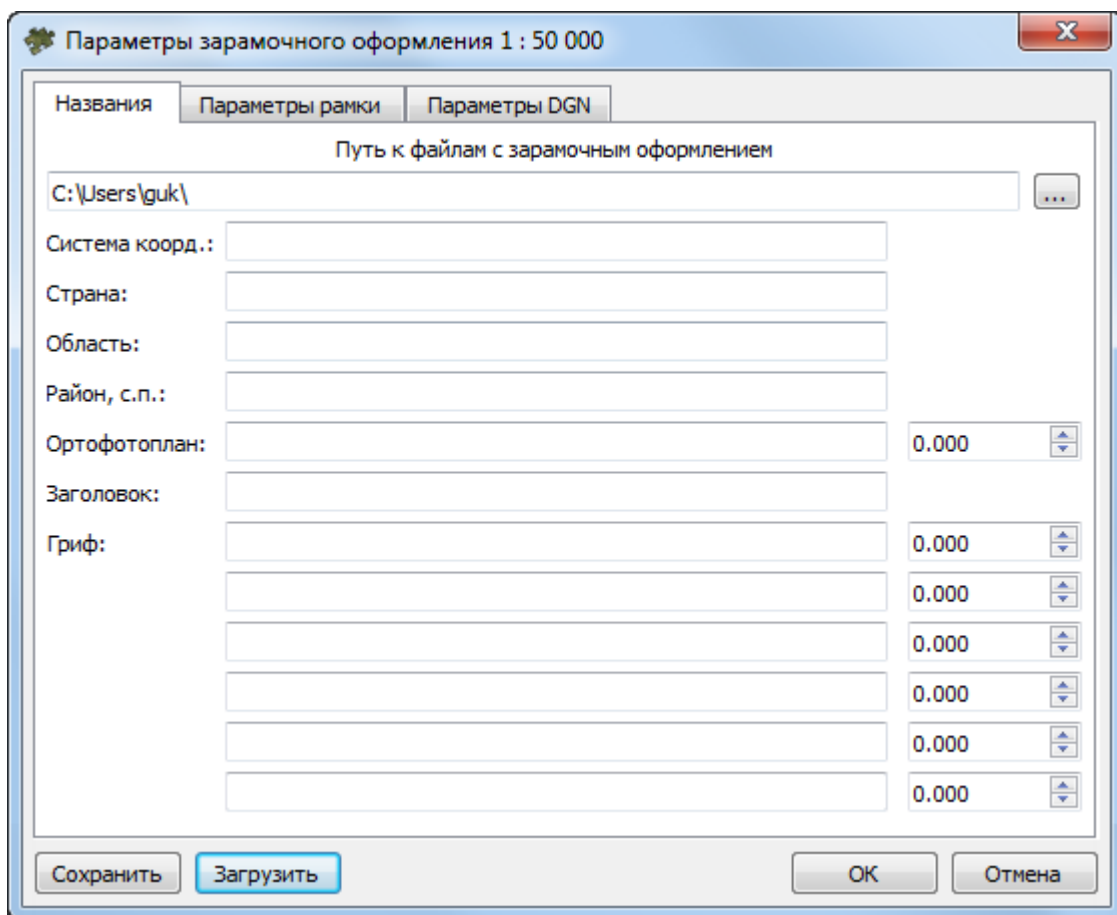 Параметры зарамочного оформления 1 : 50 000
Названия Параметры рамки Параметры DGN
Путь к файлам с зарамочным оформлением
C:\Users\guk\ ...
Система коорд.:
Страна:
Область:
Район, с.п.:
Ортофотоплан: 0.000
Заголовок:
Гриф: 0.000
0.000
0.000
0.000
0.000
0.000
Сохранить Загрузить OK Отмена